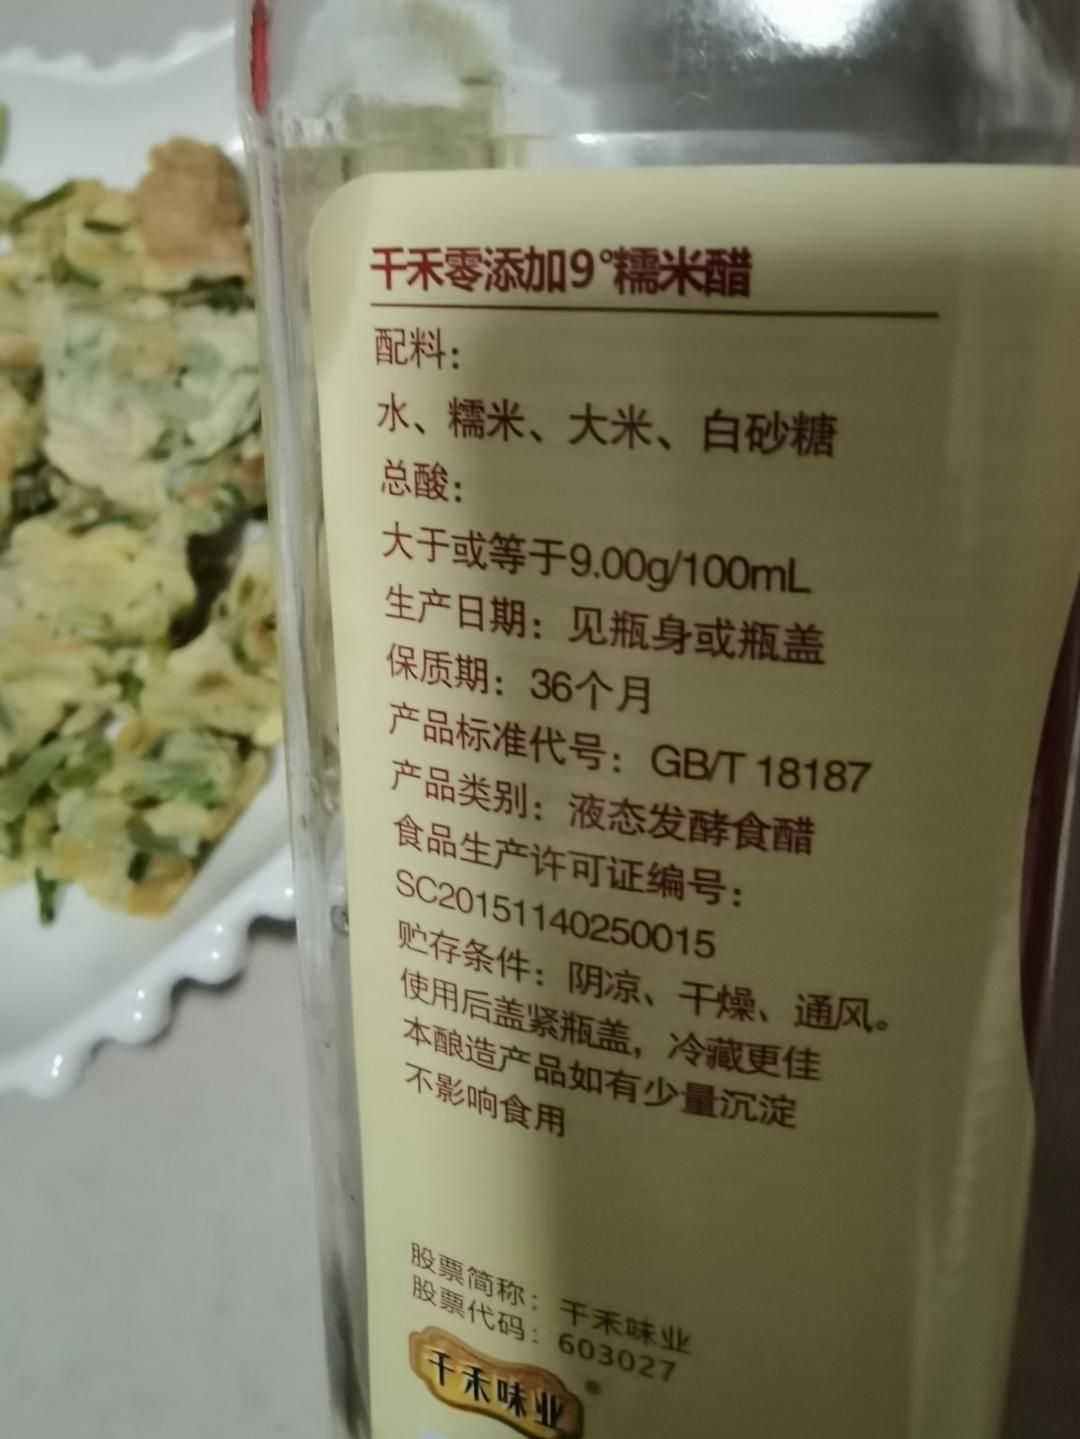 千禾零添加9°糯米醋
配料：
水、糯米、大米、白砂糖
总酸：
大于或等于9.00g/100mL
生产日期：见瓶身或瓶盖
保质期：36个月
产品标准代号：GB/T 18187
产品类别：液态发酵食醋
食品生产许可证编号：
SC20151140250015
贮存条件：阴凉、干燥、通风。
使用后盖紧瓶盖，冷藏更佳
本酿造产品如有少量沉淀
不影响食用
股票简称：千禾味业
股票代码：603027
千禾味业®